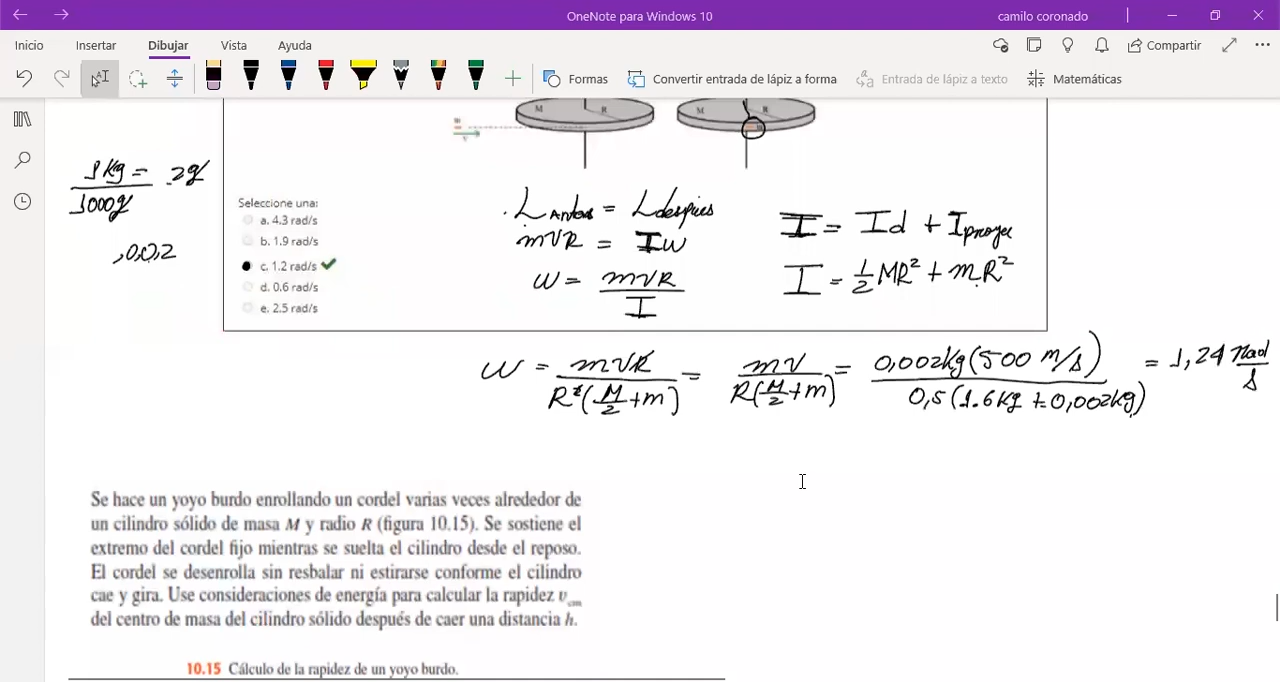 OneNote para Windows 10
camilo coronado
Inicio Insertar Dibujar Vista Ayuda
Compartir
Formas Convertir entrada de lápiz a forma Entrada de lápiz a texto Matemáticas
M R M R
m
v
1kg = 2g
1000g
,0,0,2
Seleccione una:
a. 4.3 rad/s
b. 1.9 rad/s
c. 1.2 rad/s
d. 0.6 rad/s
e. 2.5 rad/s
L Antes = L después
mVR = Iw
w = mVR / I
I = Id + I proyec
I = 1/2 MR² + mR²
w = mVR / R²(M/2 + m) = mV / R(M/2 + m) = 0,002kg(500 m/s) / 0,5(1.6kg + 0,002kg) = 1,24 rad/s
Se hace un yoyo burdo enrollando un cordel varias veces alrededor de
un cilindro sólido de masa M y radio R (figura 10.15). Se sostiene el
extremo del cordel fijo mientras se suelta el cilindro desde el reposo.
El cordel se desenrolla sin resbalar ni estirarse conforme el cilindro
cae y gira. Use consideraciones de energía para calcular la rapidez vcm
del centro de masa del cilindro sólido después de caer una distancia h.
10.15 Cálculo de la rapidez de un yoyo burdo.